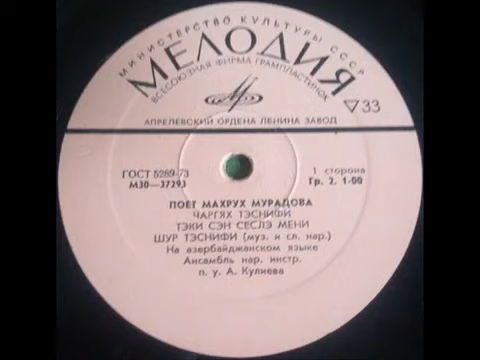 МИНИСТЕРСТВО КУЛЬТУРЫ СССР
МЕЛОДИЯ
ВСЕСОЮЗНАЯ ФИРМА ГРАМПЛАСТИНОК
▽33
АПРЕЛЕВСКИЙ ОРДЕНА ЛЕНИНА ЗАВОД
ГОСТ 5289-73
М30—37293
1 сторона
Гр. 2. 1-00
ПОЕТ МАХРУХ МУРАДОВА
ЧАРГЯХ ТЭСНИФИ
ТЭКИ СЭН СЕСЛЭ МЕНИ
ШУР ТЭСНИФИ (муз. и сл. нар.)
На азербайджанском языке
Ансамбль нар. инстр.
п. у. А. Кулиева